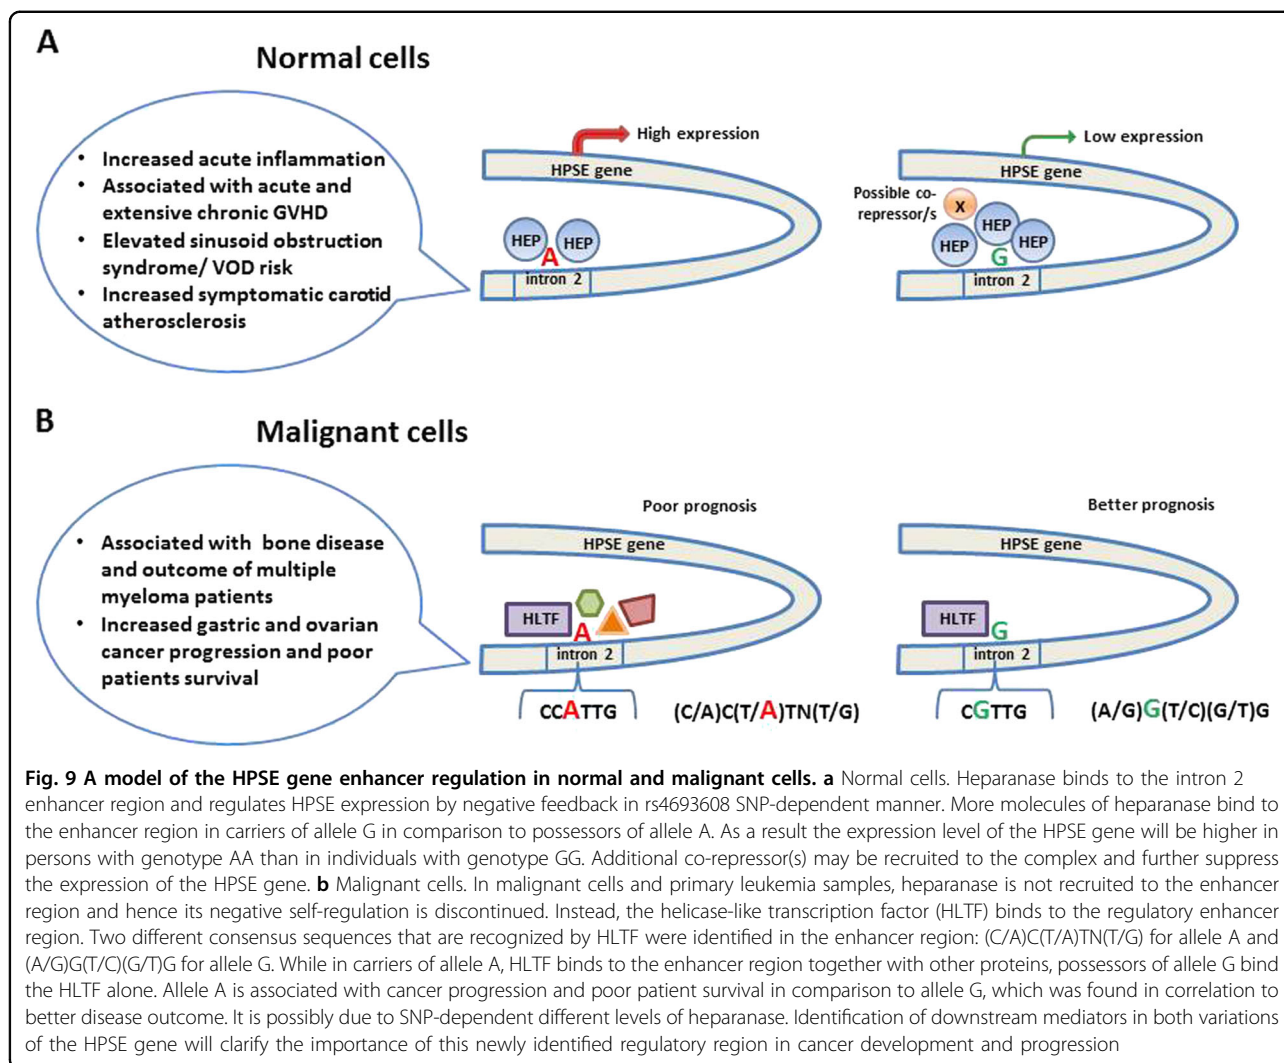 A
Normal cells
• Increased acute inflammation
• Associated with acute and
extensive chronic GVHD
• Elevated sinusoid obstruction
syndrome/ VOD risk
• Increased symptomatic carotid
atherosclerosis
High expression
HPSE gene
HEP
HEP
A
intron 2
Low expression
HPSE gene
Possible co-
repressor/s
X
HEP
HEP
HEP
G
intron 2
B
Malignant cells
• Associated with bone disease
and outcome of multiple
myeloma patients
• Increased gastric and ovarian
cancer progression and poor
patients survival
Poor prognosis
HPSE gene
HLTF
A
intron 2
CCATTG
(C/A)C(T/A)TN(T/G)
Better prognosis
HPSE gene
HLTF
G
intron 2
CGTTG
(A/G)G(T/C)(G/T)G
Fig. 9 A model of the HPSE gene enhancer regulation in normal and malignant cells. a Normal cells. Heparanase binds to the intron 2
enhancer region and regulates HPSE expression by negative feedback in rs4693608 SNP-dependent manner. More molecules of heparanase bind to
the enhancer region in carriers of allele G in comparison to possessors of allele A. As a result the expression level of the HPSE gene will be higher in
persons with genotype AA than in individuals with genotype GG. Additional co-repressor(s) may be recruited to the complex and further suppress
the expression of the HPSE gene. b Malignant cells. In malignant cells and primary leukemia samples, heparanase is not recruited to the enhancer
region and hence its negative self-regulation is discontinued. Instead, the helicase-like transcription factor (HLTF) binds to the regulatory enhancer
region. Two different consensus sequences that are recognized by HLTF were identified in the enhancer region: (C/A)C(T/A)TN(T/G) for allele A and
(A/G)G(T/C)(G/T)G for allele G. While in carriers of allele A, HLTF binds to the enhancer region together with other proteins, possessors of allele G bind
the HLTF alone. Allele A is associated with cancer progression and poor patient survival in comparison to allele G, which was found in correlation to
better disease outcome. It is possibly due to SNP-dependent different levels of heparanase. Identification of downstream mediators in both variations
of the HPSE gene will clarify the importance of this newly identified regulatory region in cancer development and progression